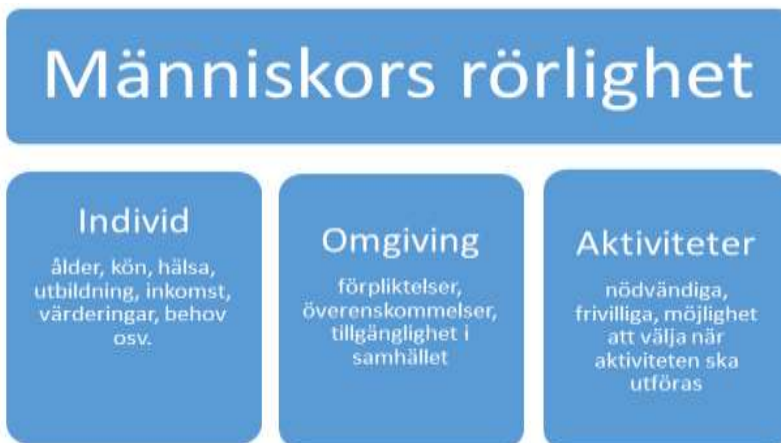 Människors rörlighet
Individ
ålder, kön, hälsa,
utbildning, inkomst,
värderingar, behov
osv.
Omgiving
förpliktelser,
överenskommelser,
tillgänglighet i
samhället
Aktiviteter
nödvändiga,
frivilliga, möjlighet
att välja när
aktiviteten ska
utföras